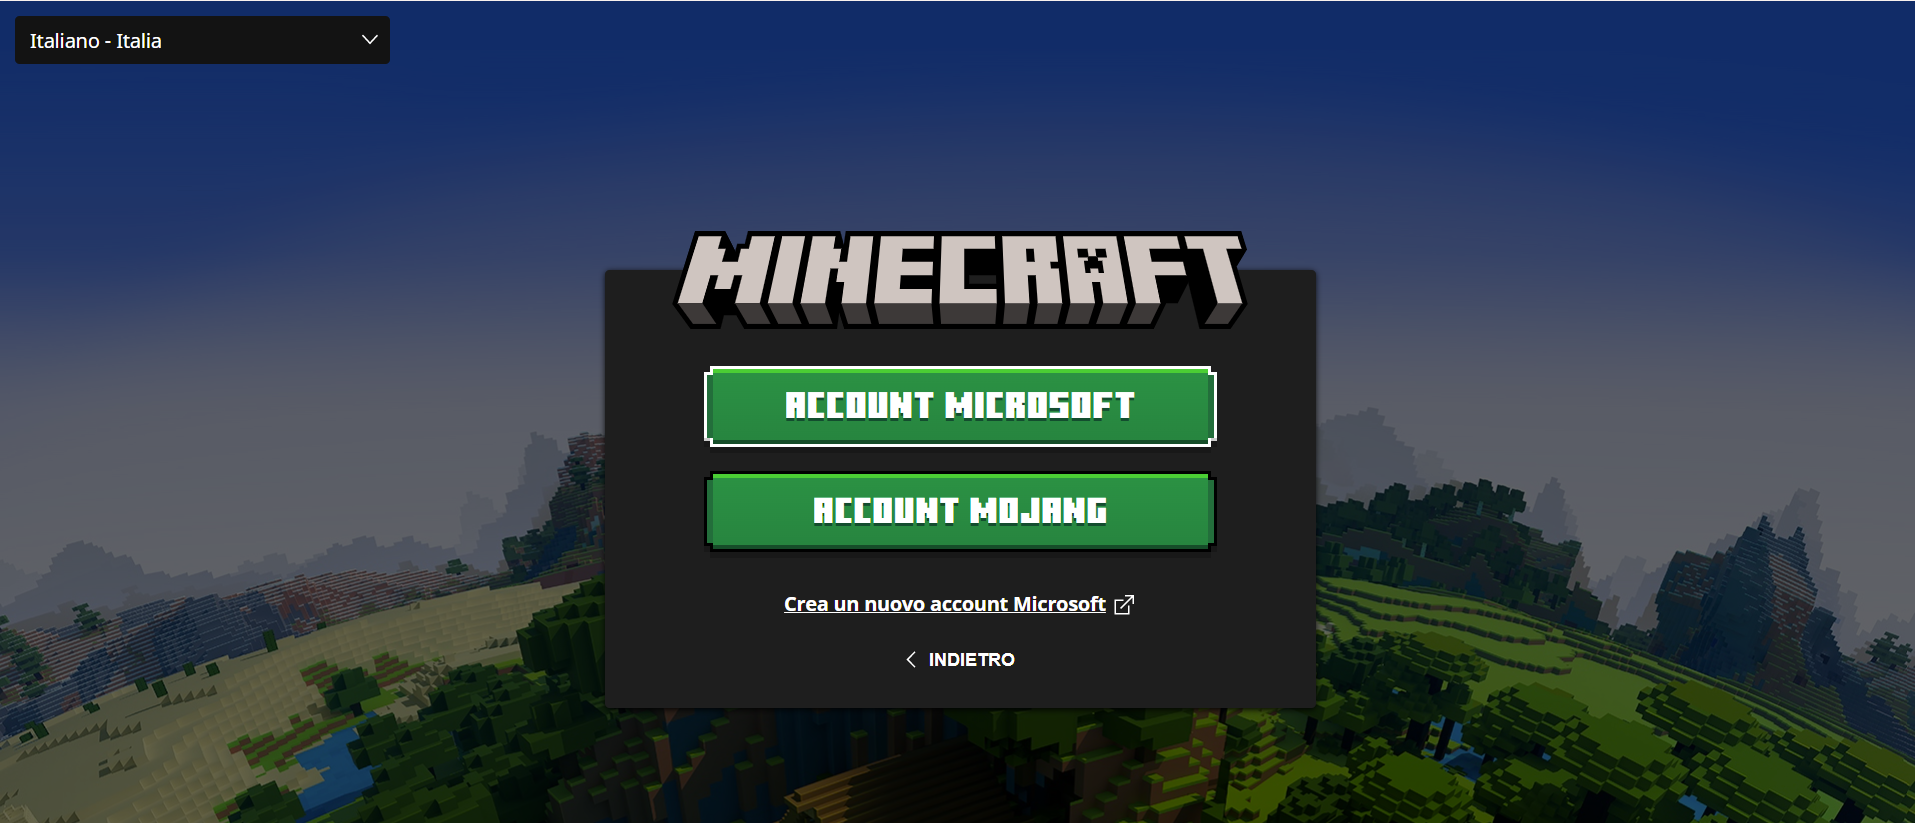 Italiano - Italia
MINECRAFT
ACCOUNT MICROSOFT
ACCOUNT MOJANG
Crea un nuovo account Microsoft
INDIETRO